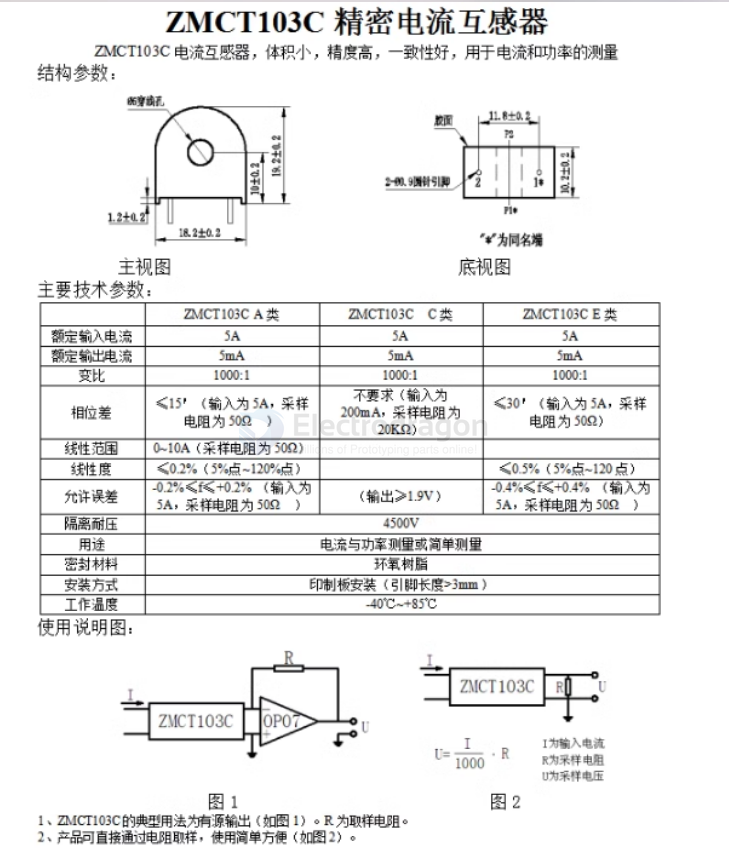 ZMCT103C 精密电流互感器
ZMCT103C 电流互感器，体积小，精度高，一致性好，用于电流和功率的测量
结构参数：
Φ6穿线孔
10±0.2
19.2±0.2
1.2±0.2
18.2±0.2
主视图
胶面
11.8±0.2
P2
2-Φ0.9圆针引脚
2
1*
10.2±0.2
P1*
"*"为同名端
底视图
主要技术参数：
ZMCT103C A 类 ZMCT103C C 类 ZMCT103C E 类
额定输入电流 5A 5A 5A
额定输出电流 5mA 5mA 5mA
变比 1000:1 1000:1 1000:1
相位差 ≤15′（输入为 5A，采样电阻为 50Ω ） 不要求（输入为 200mA，采样电阻为 20KΩ） ≤30′（输入为 5A，采样电阻为 50Ω ）
线性范围 0~10A（采样电阻为 50Ω）
线性度 ≤0.2%（5%点~120%点） ≤0.5%（5%点~120 点）
允许误差 -0.2%≤f≤+0.2% （输入为 5A，采样电阻为 50Ω ） （输出≥1.9V） -0.4%≤f≤+0.4% （输入为 5A，采样电阻为 50Ω ）
隔离耐压 4500V
用途 电流与功率测量或简单测量
密封材料 环氧树脂
安装方式 印制板安装（引脚长度>3mm）
工作温度 -40℃~+85℃
Electrodragon
Millions of Prototyping parts online!
使用说明图：
I
ZMCT103C
R
OP07
U
图 1
I
ZMCT103C
R
U
U= I/1000 · R
I为输入电流
R为采样电阻
U为采样电压
图 2
1、ZMCT103C的典型用法为有源输出（如图 1）。R 为取样电阻。
2、产品可直接通过电阻取样，使用简单方便（如图 2）。